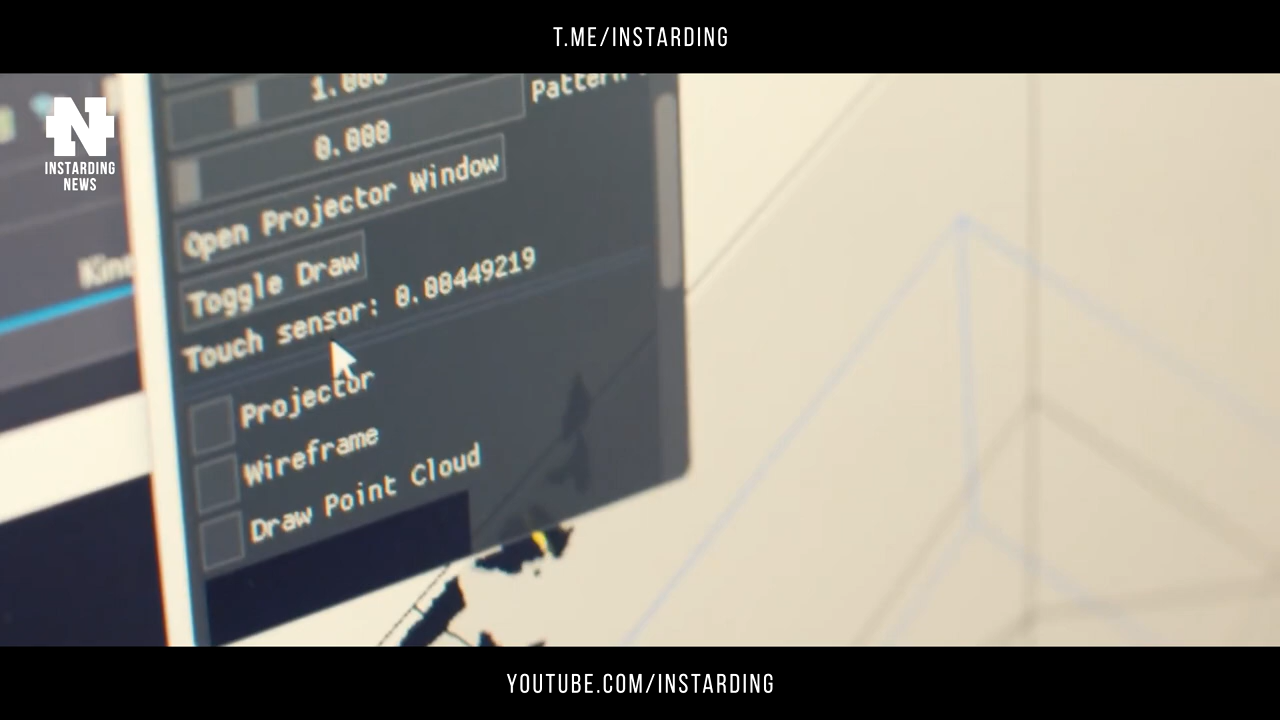 T.ME/INSTARDING
N
INSTARDING
NEWS
1.000
Pattern
0.000
Open Projector Window
Toggle Draw
Touch sensor: 0.00449219
Projector
Wireframe
Draw Point Cloud
YOUTUBE.COM/INSTARDING